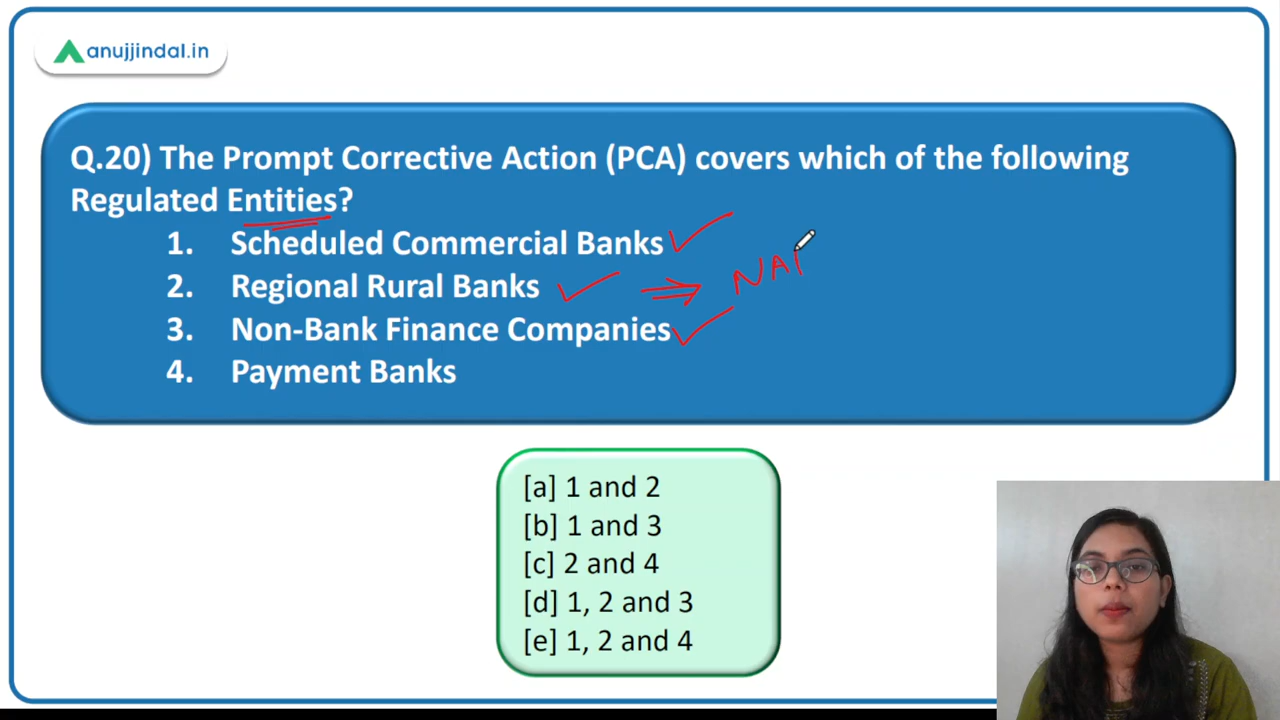 anujjindal.in
Q.20) The Prompt Corrective Action (PCA) covers which of the following
Regulated Entities?
1. Scheduled Commercial Banks
2. Regional Rural Banks
NA
3. Non-Bank Finance Companies
4. Payment Banks
[a] 1 and 2
[b] 1 and 3
[c] 2 and 4
[d] 1, 2 and 3
[e] 1, 2 and 4